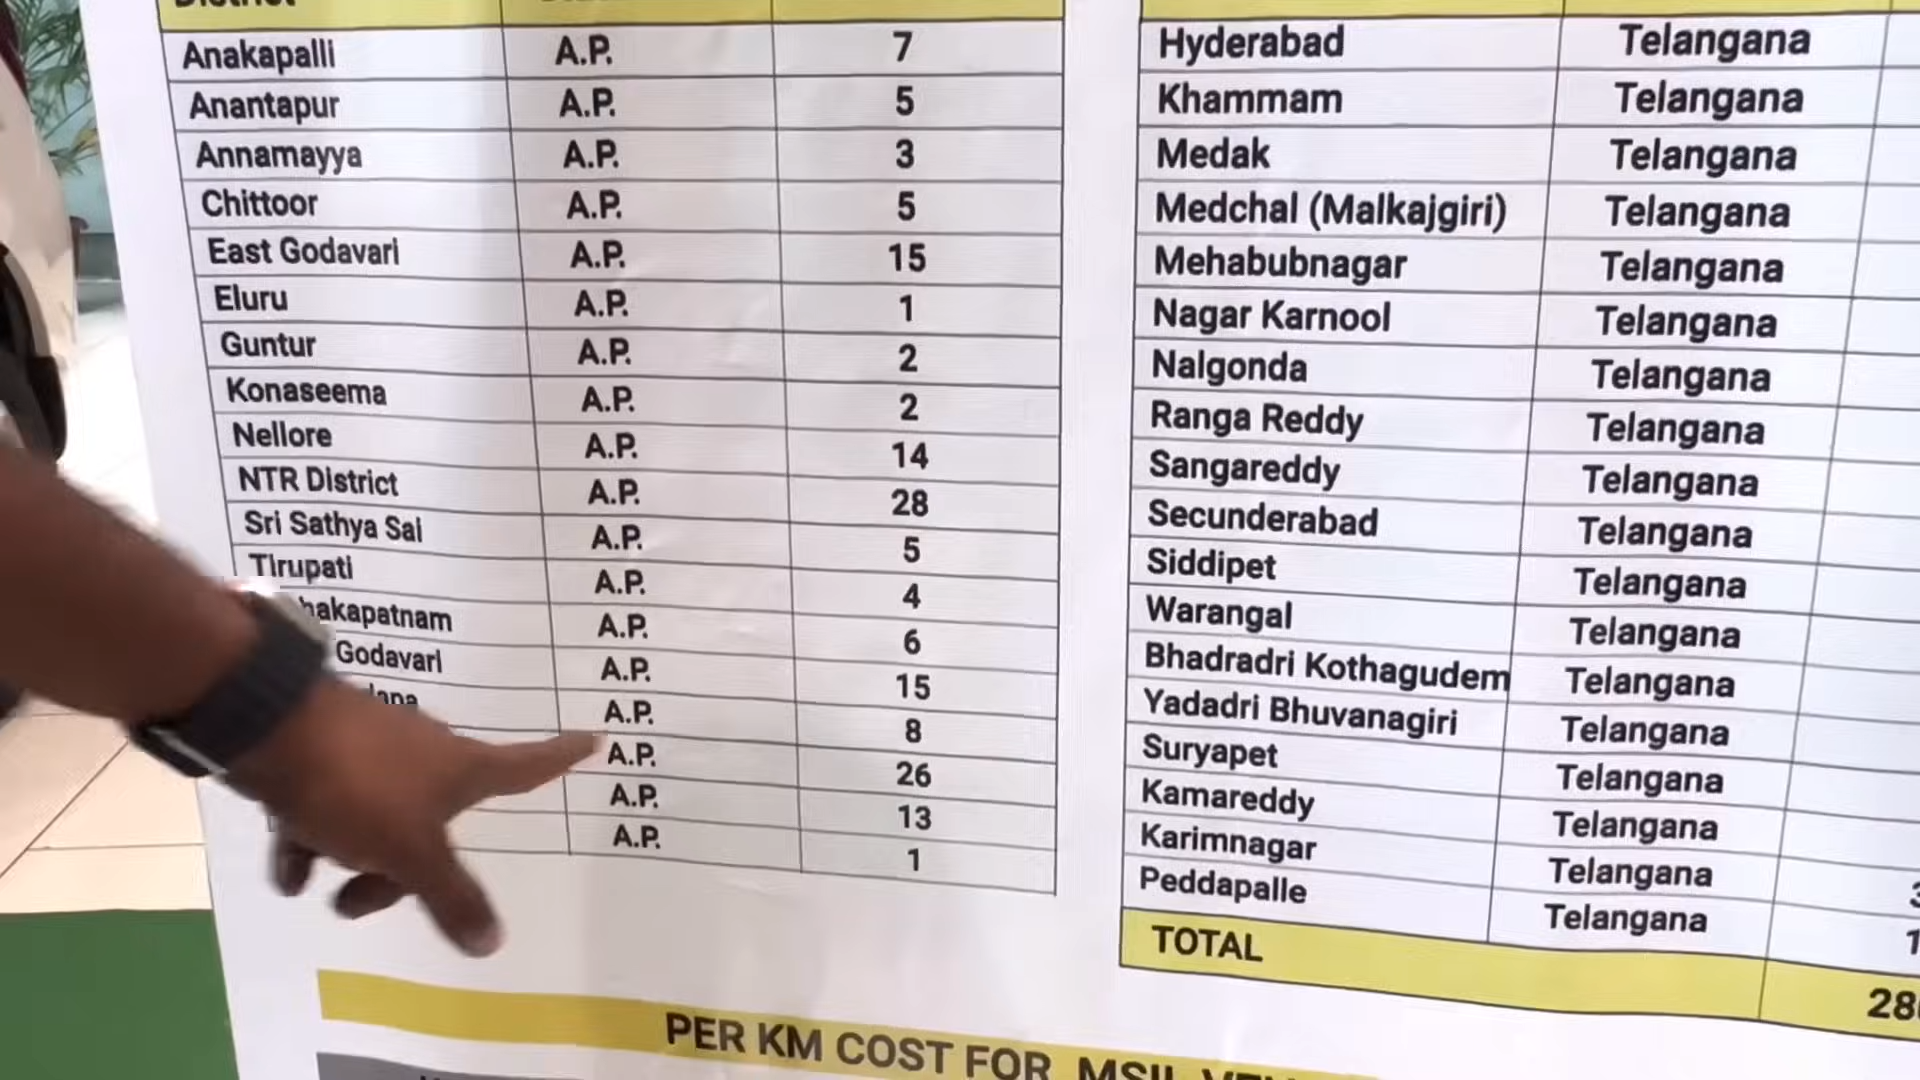 District
Anakapalli A.P. 7
Anantapur A.P. 5
Annamayya A.P. 3
Chittoor A.P. 5
East Godavari A.P. 15
Eluru A.P. 1
Guntur A.P. 2
Konaseema A.P. 2
Nellore A.P. 14
NTR District A.P. 28
Sri Sathya Sai A.P. 5
Tirupati A.P. 4
hakapatnam A.P. 6
Godavari A.P. 15
A.P. 8
A.P. 26
A.P. 13
A.P. 1
Hyderabad Telangana
Khammam Telangana
Medak Telangana
Medchal (Malkajgiri) Telangana
Mehabubnagar Telangana
Nagar Karnool Telangana
Nalgonda Telangana
Ranga Reddy Telangana
Sangareddy Telangana
Secunderabad Telangana
Siddipet Telangana
Warangal Telangana
Bhadradri Kothagudem Telangana
Yadadri Bhuvanagiri Telangana
Suryapet Telangana
Kamareddy Telangana
Karimnagar Telangana
Peddapalle Telangana
TOTAL 28
PER KM COST FOR MSIL